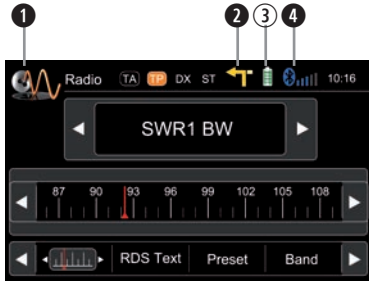 1 2 3 4
Radio TA TP DX ST 10:16
SWR1 BW
87 90 93 96 99 102 105 108
RDS Text Preset Band